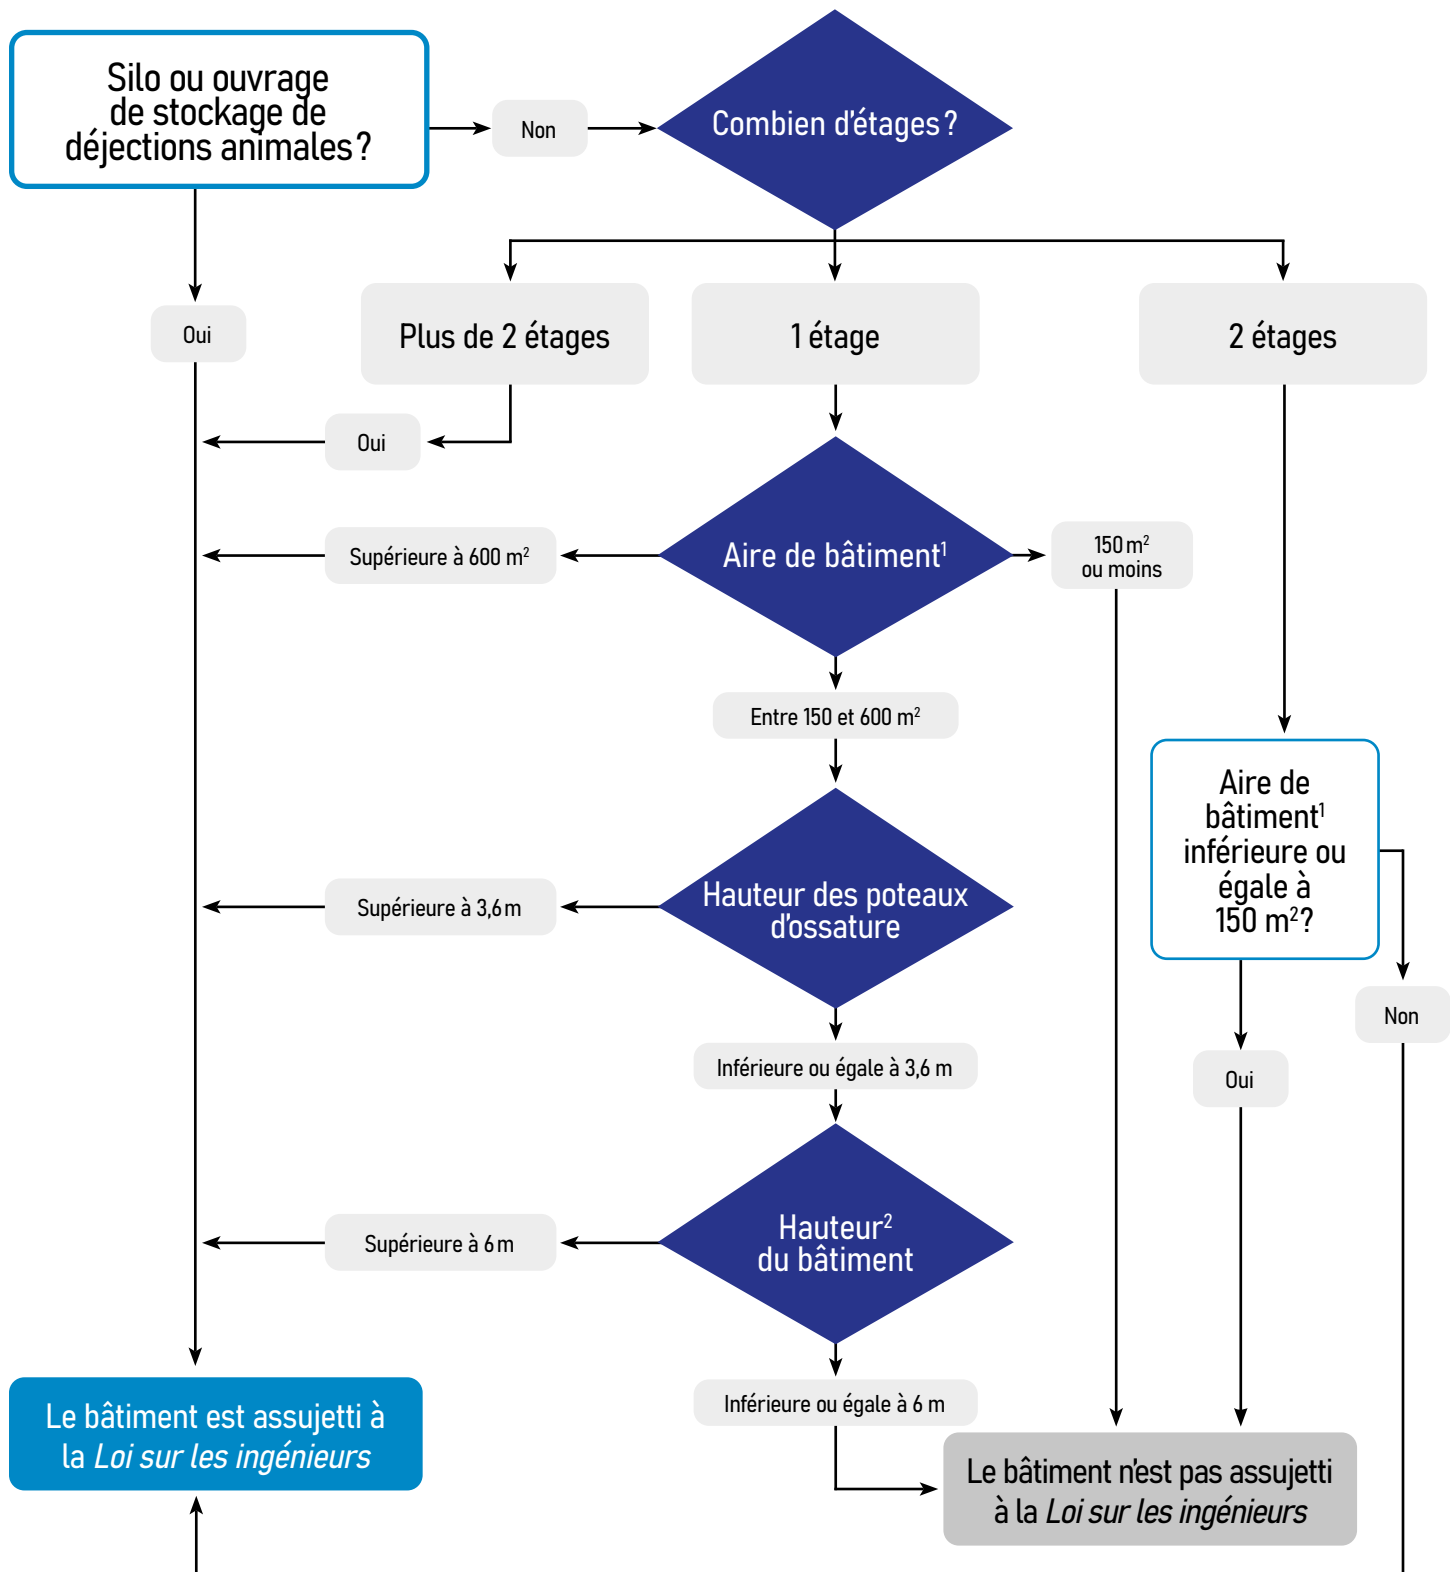 Silo ou ouvrage
de stockage de
déjections animales ?
Non
Combien d'étages ?
Oui
Plus de 2 étages
1 étage
2 étages
Oui
Supérieure à 600 m²
Aire de bâtiment¹
150 m²
ou moins
Entre 150 et 600 m²
Aire de
bâtiment¹
inférieure ou
égale à
150 m²?
Supérieure à 3,6 m
Hauteur des poteaux
d'ossature
Non
Inférieure ou égale à 3,6 m
Oui
Supérieure à 6 m
Hauteur²
du bâtiment
Inférieure ou égale à 6 m
Le bâtiment est assujetti à
la Loi sur les ingénieurs
Le bâtiment n'est pas assujetti
à la Loi sur les ingénieurs